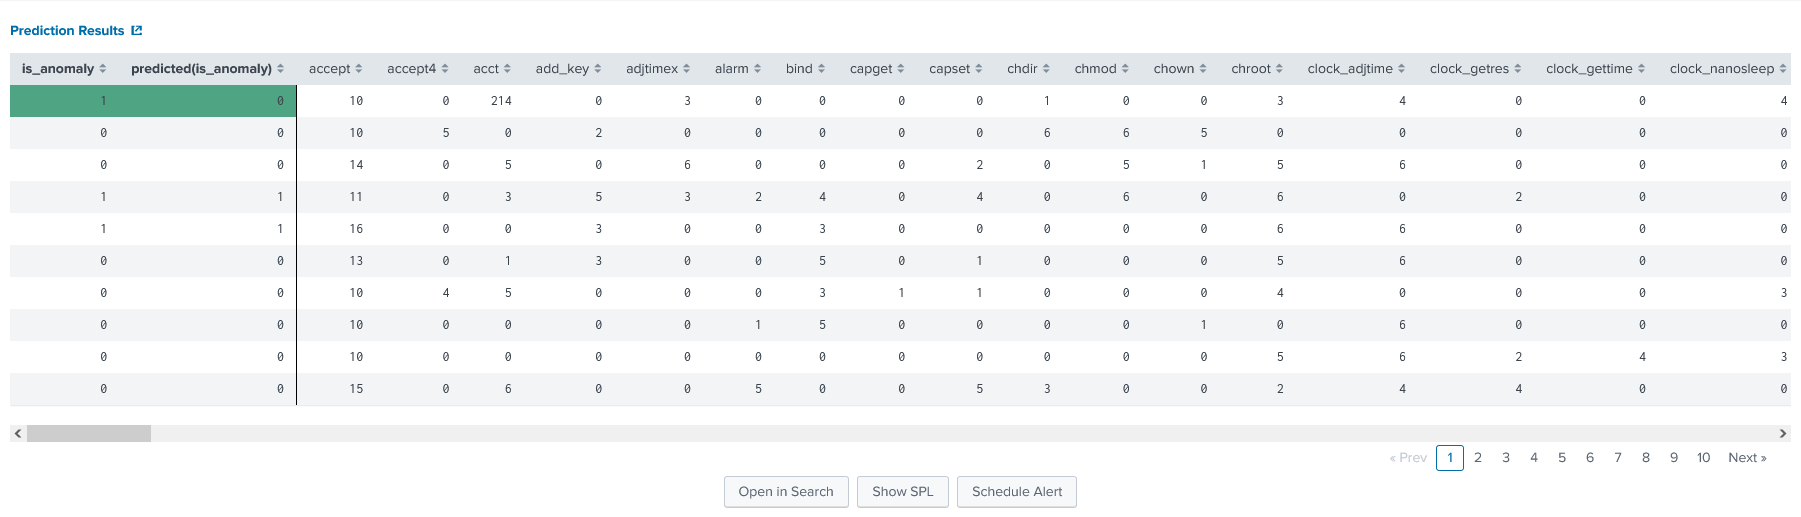 Prediction Results
is_anomaly predicted(is_anomaly) accept accept4 acct add_key adjtimex alarm bind capget capset chdir chmod chown chroot clock_adjtime clock_getres clock_gettime clock_nanosleep
1 0 10 0 214 0 3 0 0 0 0 1 0 0 3 4 0 0 4
0 0 10 5 0 2 0 0 0 0 0 6 6 5 0 0 0 0 0
0 0 14 0 5 0 6 0 0 0 2 0 5 1 5 6 0 0 0
1 1 11 0 3 5 3 2 4 0 4 0 6 0 6 0 2 0 0
1 1 16 0 0 3 0 0 3 0 0 0 0 0 6 6 0 0 0
0 0 13 0 1 3 0 0 5 0 1 0 0 0 5 6 0 0 0
0 0 10 4 5 0 0 0 3 1 1 0 0 0 4 0 0 0 3
0 0 10 0 0 0 0 1 5 0 0 0 0 1 0 6 0 0 0
0 0 10 0 0 0 0 0 0 0 0 0 0 0 5 6 2 4 3
0 0 15 0 6 0 0 5 0 0 5 3 0 0 2 4 4 0 0
« Prev 1 2 3 4 5 6 7 8 9 10 Next »
Open in Search Show SPL Schedule Alert